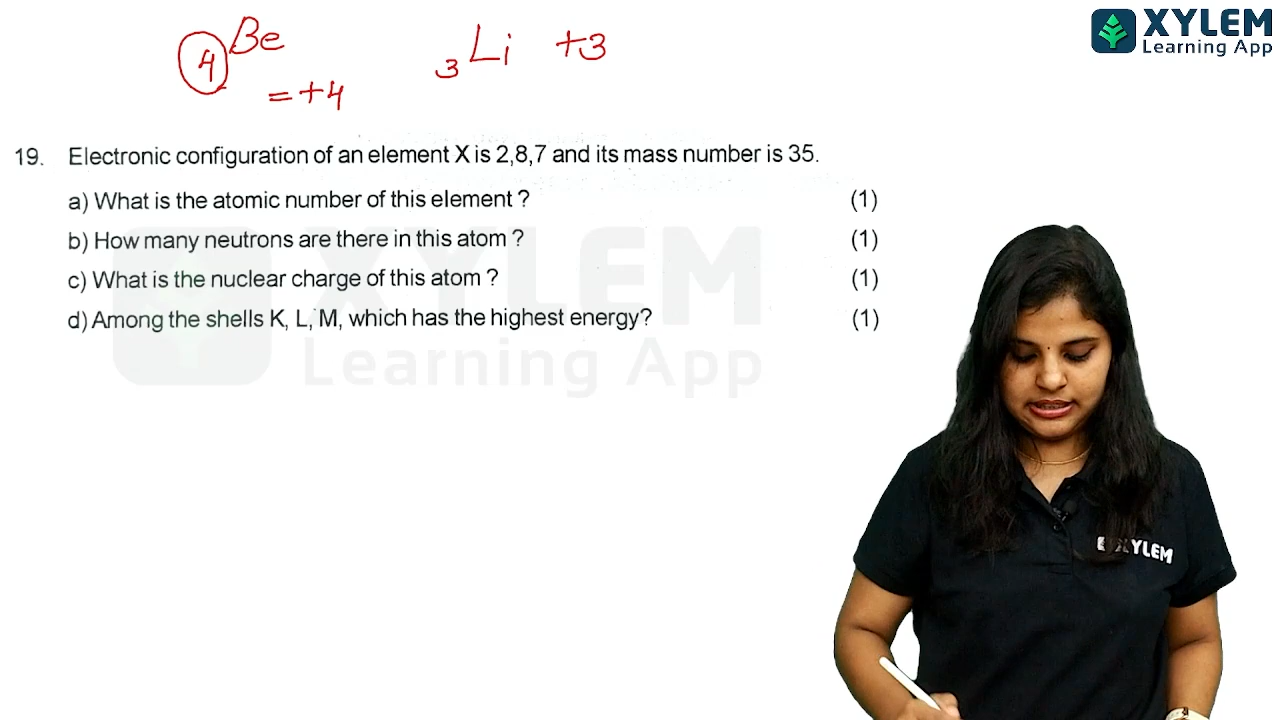 XYLEM
Learning App
4 Be
= +4
3 Li +3
19. Electronic configuration of an element X is 2,8,7 and its mass number is 35.
a) What is the atomic number of this element ? (1)
b) How many neutrons are there in this atom ? (1)
c) What is the nuclear charge of this atom ? (1)
d) Among the shells K, L, M, which has the highest energy? (1)
XYLEM
Learning App
XYLEM